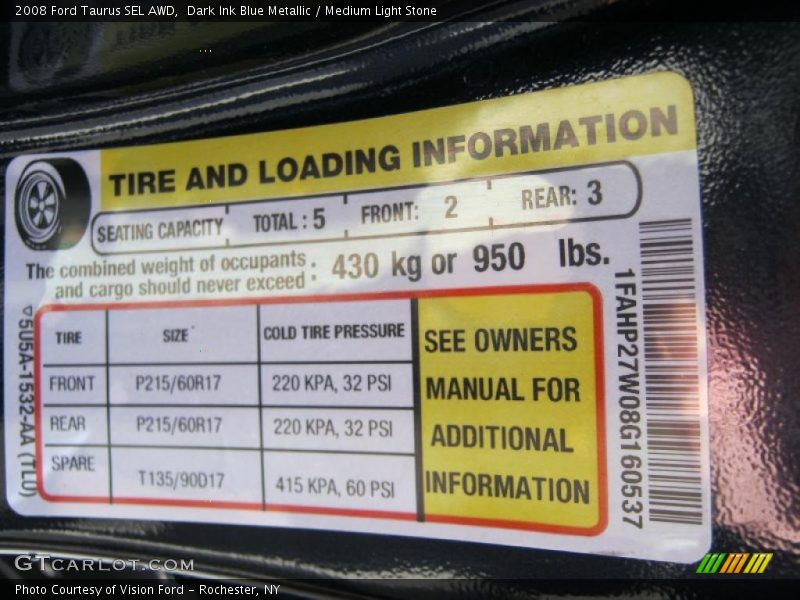 2008 Ford Taurus SEL AWD,  Dark Ink Blue Metallic / Medium Light Stone
TIRE AND LOADING INFORMATION
SEATING CAPACITY TOTAL : 5 FRONT: 2 REAR: 3
The combined weight of occupants
and cargo should never exceed : 430 kg or 950 lbs.
TIRE SIZE COLD TIRE PRESSURE
FRONT P215/60R17 220 KPA, 32 PSI
REAR P215/60R17 220 KPA, 32 PSI
SPARE T135/90D17 415 KPA, 60 PSI
SEE OWNERS
MANUAL FOR
ADDITIONAL
INFORMATION
5U5A-1532-AA (TLU)
1FAHP27W08G160537
GTCARLOT.COM
Photo Courtesy of Vision Ford - Rochester, NY